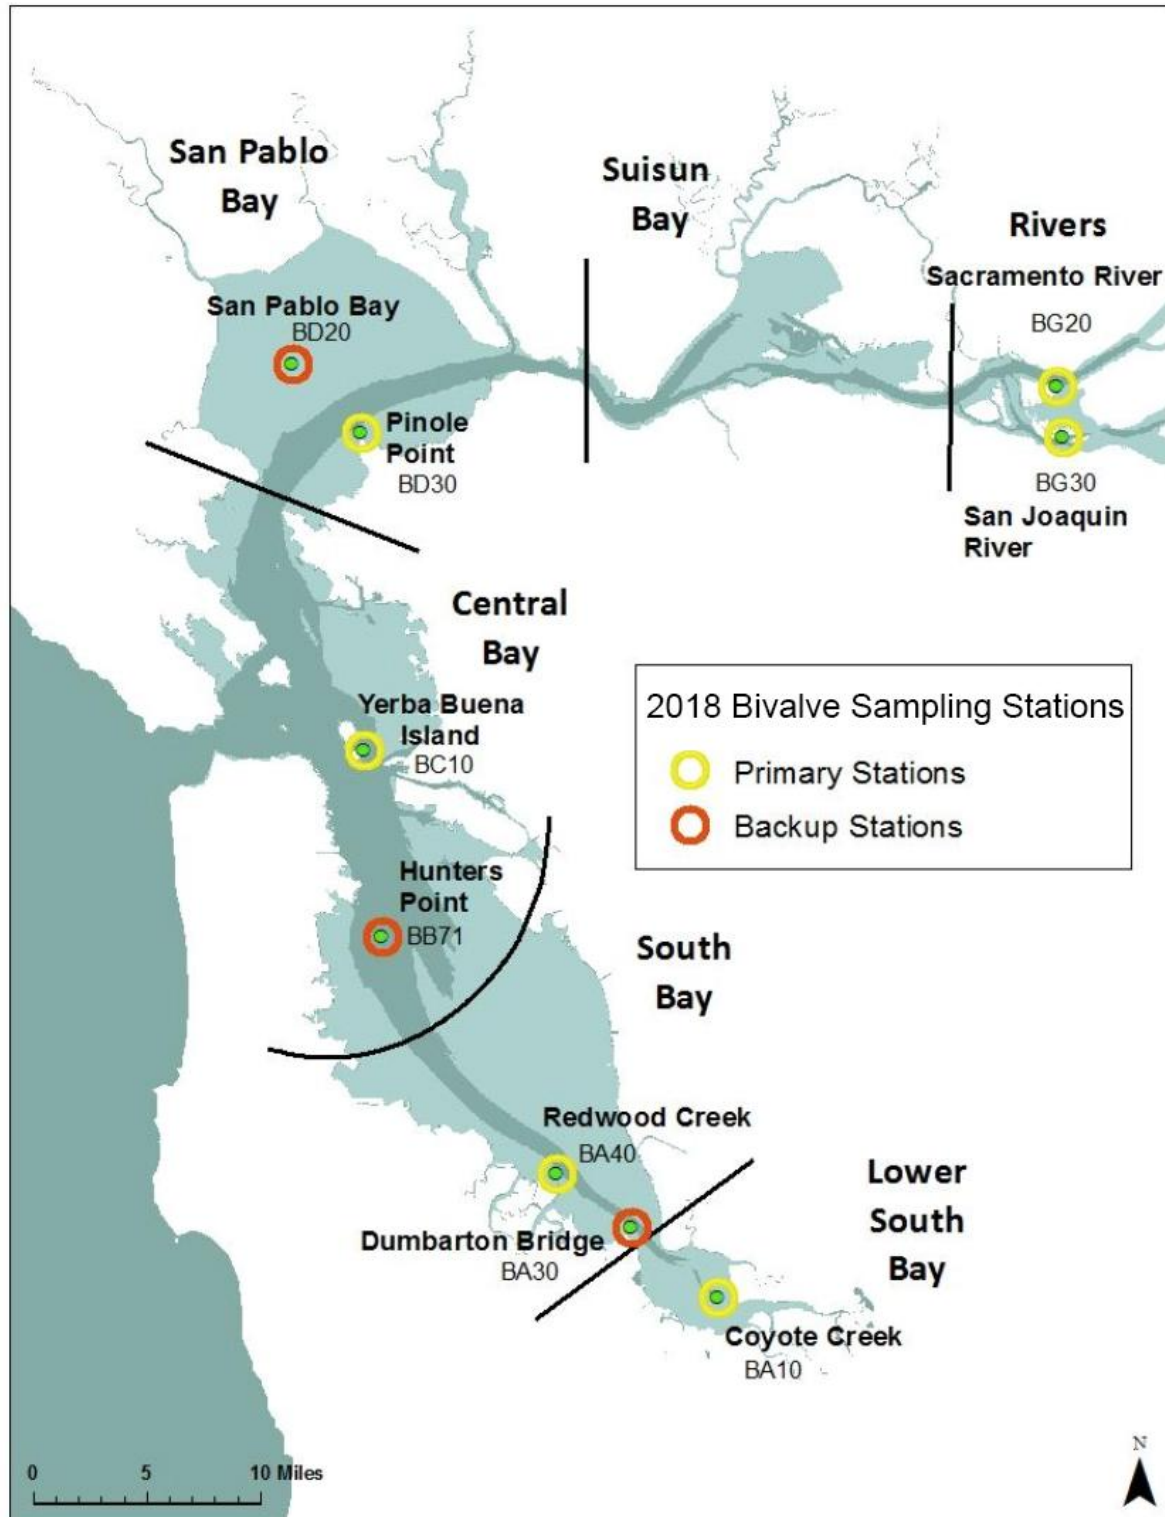 San Pablo
Bay
Suisun
Bay
Rivers
Sacramento River
BG20
San Pablo Bay
BD20
Pinole
Point
BD30
BG30
San Joaquin
River
Central
Bay
Yerba Buena
Island
BC10
2018 Bivalve Sampling Stations
Primary Stations
Backup Stations
Hunters
Point
BB71
South
Bay
Redwood Creek
BA40
Lower
South
Bay
Dumbarton Bridge
BA30
Coyote Creek
BA10
N
0 5 10 Miles